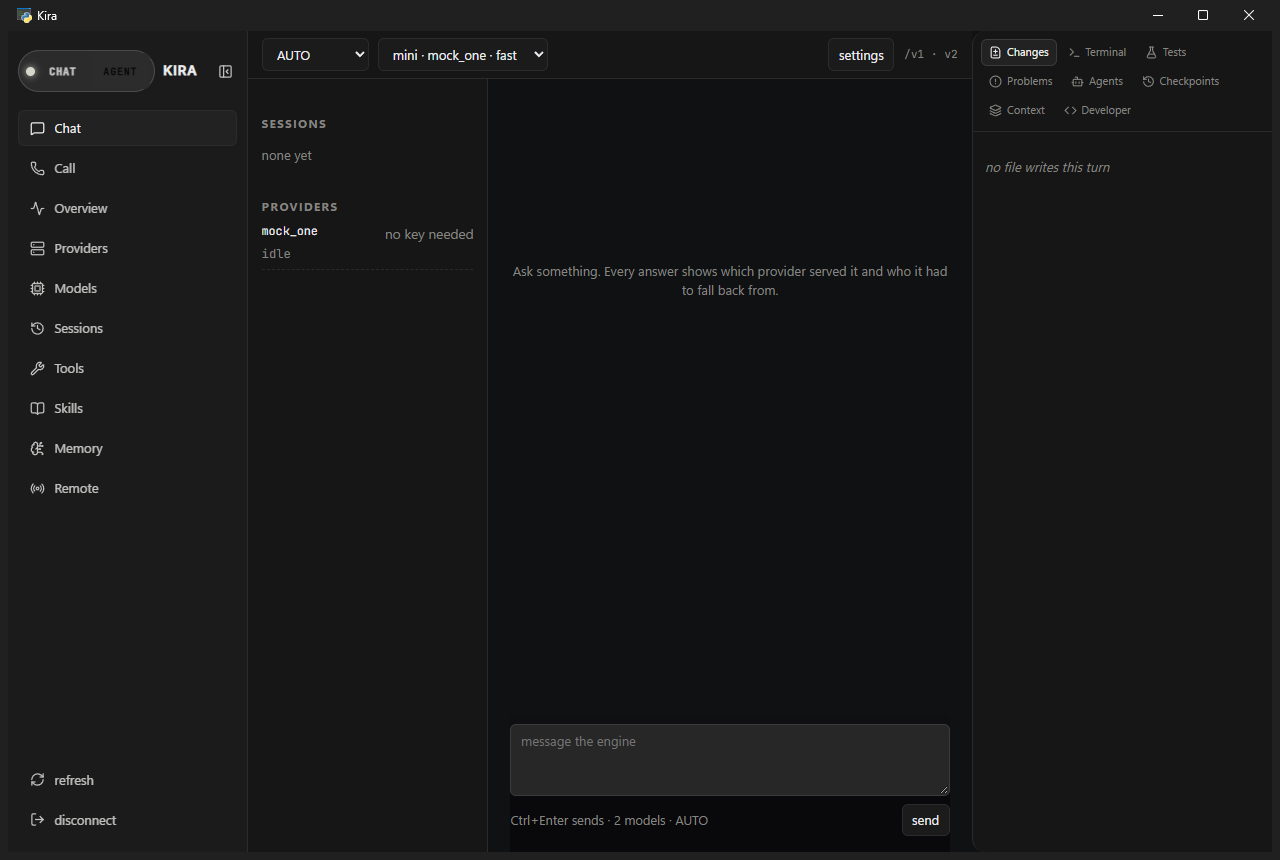 Kira
CHAT AGENT KIRA
Chat
Call
Overview
Providers
Models
Sessions
Tools
Skills
Memory
Remote
refresh
disconnect
AUTO
mini · mock_one · fast
settings
/v1 · v2
SESSIONS
none yet
PROVIDERS
mock_one
no key needed
idle
Ask something. Every answer shows which provider served it and who it had
to fall back from.
message the engine
Ctrl+Enter sends · 2 models · AUTO
send
Changes Terminal Tests
Problems Agents Checkpoints
Context Developer
no file writes this turn